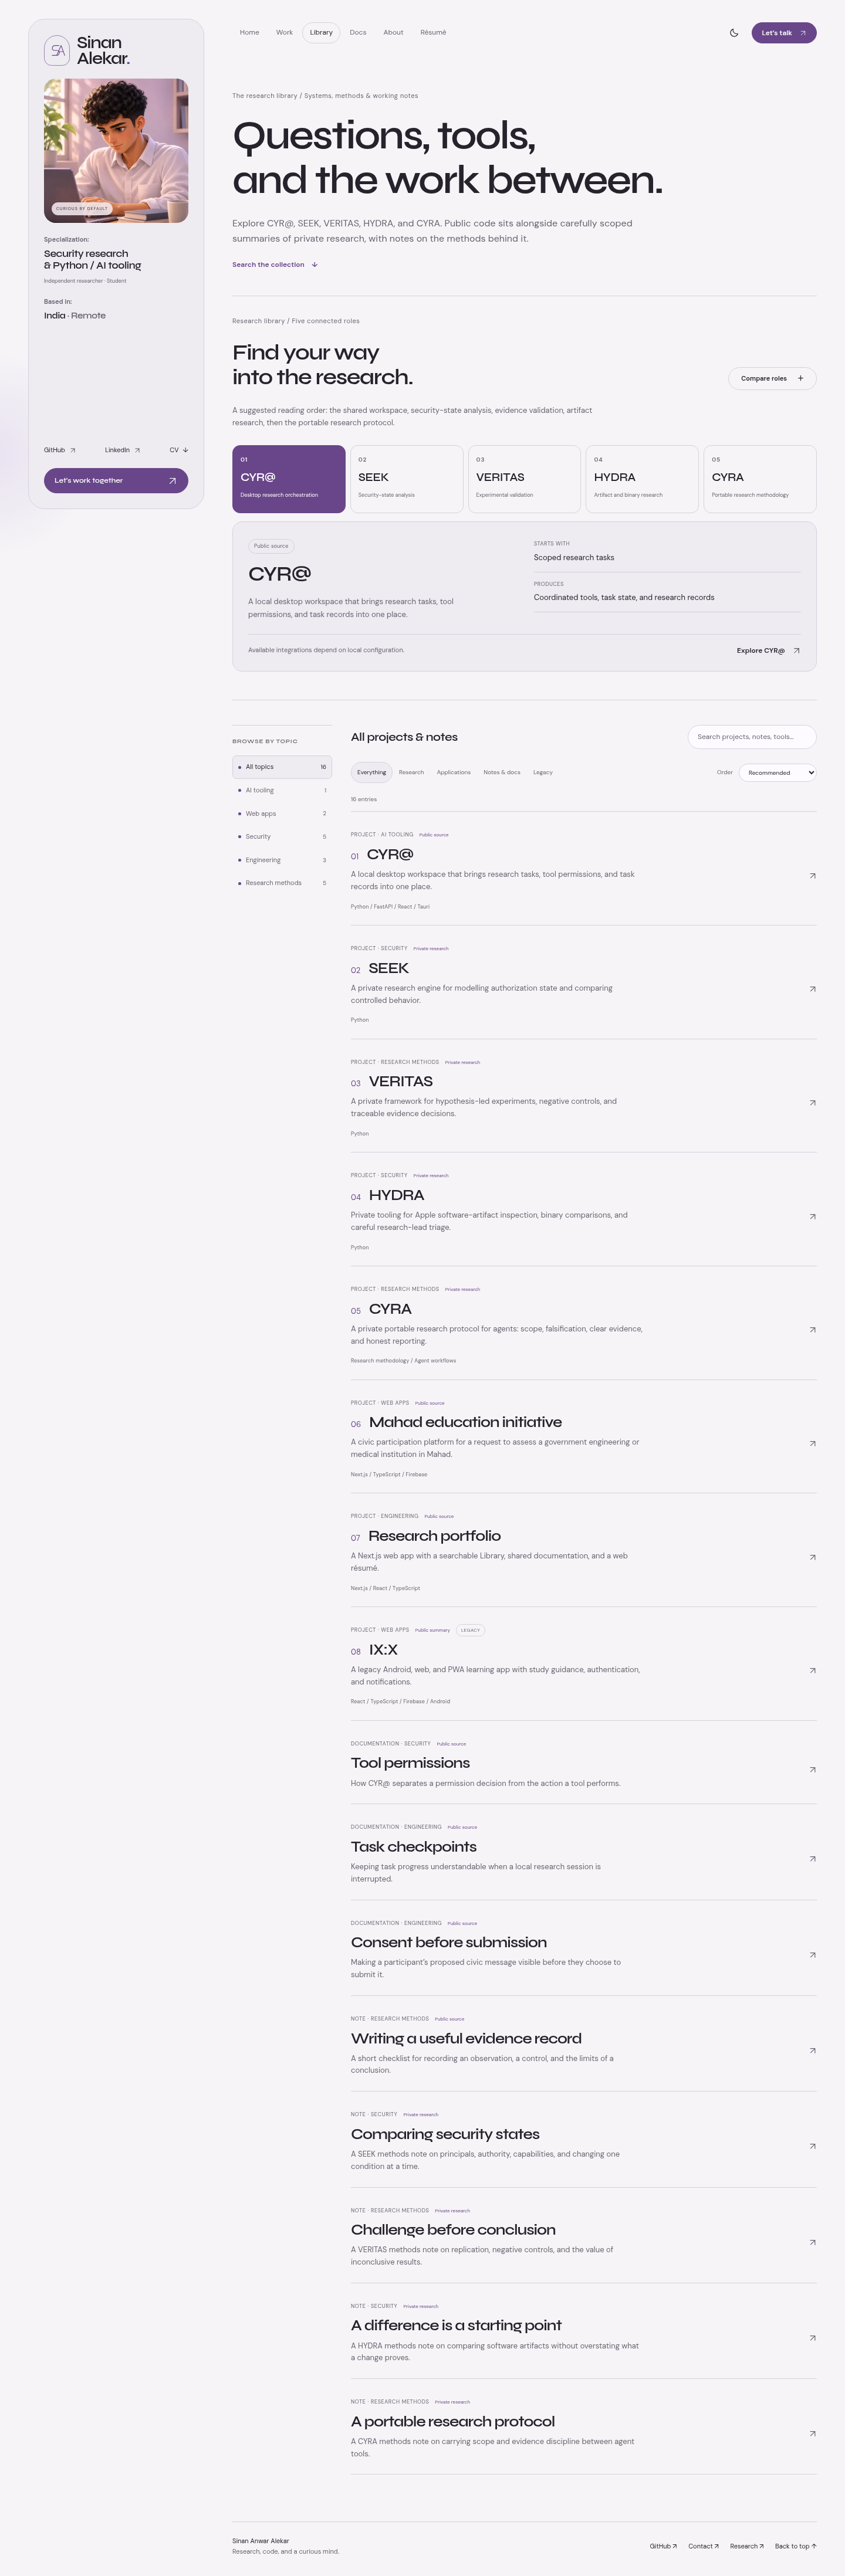 SA
Sinan
Alekar.
CURIOUS BY DEFAULT
Specialization:
Security research
& Python / AI tooling
Independent researcher · Student
Based in:
India · Remote
GitHub ↗
LinkedIn ↗
CV ↓
Let's work together ↗
Home
Work
Library
Docs
About
Résumé
Let's talk ↗
The research library / Systems, methods & working notes
Questions, tools,
and the work between.
Explore CYR@, SEEK, VERITAS, HYDRA, and CYRA. Public code sits alongside carefully scoped
summaries of private research, with notes on the methods behind it.
Search the collection ↓
Research library / Five connected roles
Find your way
into the research.
Compare roles +
A suggested reading order: the shared workspace, security-state analysis, evidence validation, artifact
research, then the portable research protocol.
01
CYR@
Desktop research orchestration
02
SEEK
Security-state analysis
03
VERITAS
Experimental validation
04
HYDRA
Artifact and binary research
05
CYRA
Portable research methodology
Public source
CYR@
A local desktop workspace that brings research tasks, tool
permissions, and task records into one place.
STARTS WITH
Scoped research tasks
PRODUCES
Coordinated tools, task state, and research records
Available integrations depend on local configuration.
Explore CYR@ ↗
BROWSE BY TOPIC
All topics 16
AI tooling 1
Web apps 2
Security 5
Engineering 3
Research methods 5
All projects & notes
Search projects, notes, tools…
Everything
Research
Applications
Notes & docs
Legacy
Order
Recommended
16 entries
PROJECT · AI TOOLING Public source
01 CYR@
A local desktop workspace that brings research tasks, tool permissions, and task
records into one place.
Python / FastAPI / React / Tauri
PROJECT · SECURITY Private research
02 SEEK
A private research engine for modelling authorization state and comparing
controlled behavior.
Python
PROJECT · RESEARCH METHODS Private research
03 VERITAS
A private framework for hypothesis-led experiments, negative controls, and
traceable evidence decisions.
Python
PROJECT · SECURITY Private research
04 HYDRA
Private tooling for Apple software-artifact inspection, binary comparisons, and
careful research-lead triage.
Python
PROJECT · RESEARCH METHODS Private research
05 CYRA
A private portable research protocol for agents: scope, falsification, clear evidence,
and honest reporting.
Research methodology / Agent workflows
PROJECT · WEB APPS Public source
06 Mahad education initiative
A civic participation platform for a request to assess a government engineering or
medical institution in Mahad.
Next.js / TypeScript / Firebase
PROJECT · ENGINEERING Public source
07 Research portfolio
A Next.js web app with a searchable Library, shared documentation, and a web
résumé.
Next.js / React / TypeScript
PROJECT · WEB APPS Public summary LEGACY
08 IX:X
A legacy Android, web, and PWA learning app with study guidance, authentication,
and notifications.
React / TypeScript / Firebase / Android
DOCUMENTATION · SECURITY Public source
Tool permissions
How CYR@ separates a permission decision from the action a tool performs.
DOCUMENTATION · ENGINEERING Public source
Task checkpoints
Keeping task progress understandable when a local research session is
interrupted.
DOCUMENTATION · ENGINEERING Public source
Consent before submission
Making a participant's proposed civic message visible before they choose to
submit it.
NOTE · RESEARCH METHODS Public source
Writing a useful evidence record
A short checklist for recording an observation, a control, and the limits of a
conclusion.
NOTE · SECURITY Private research
Comparing security states
A SEEK methods note on principals, authority, capabilities, and changing one
condition at a time.
NOTE · RESEARCH METHODS Private research
Challenge before conclusion
A VERITAS methods note on replication, negative controls, and the value of
inconclusive results.
NOTE · SECURITY Private research
A difference is a starting point
A HYDRA methods note on comparing software artifacts without overstating what
a change proves.
NOTE · RESEARCH METHODS Private research
A portable research protocol
A CYRA methods note on carrying scope and evidence discipline between agent
tools.
Sinan Anwar Alekar
Research, code, and a curious mind.
GitHub ↗
Contact ↗
Research ↗
Back to top ↑